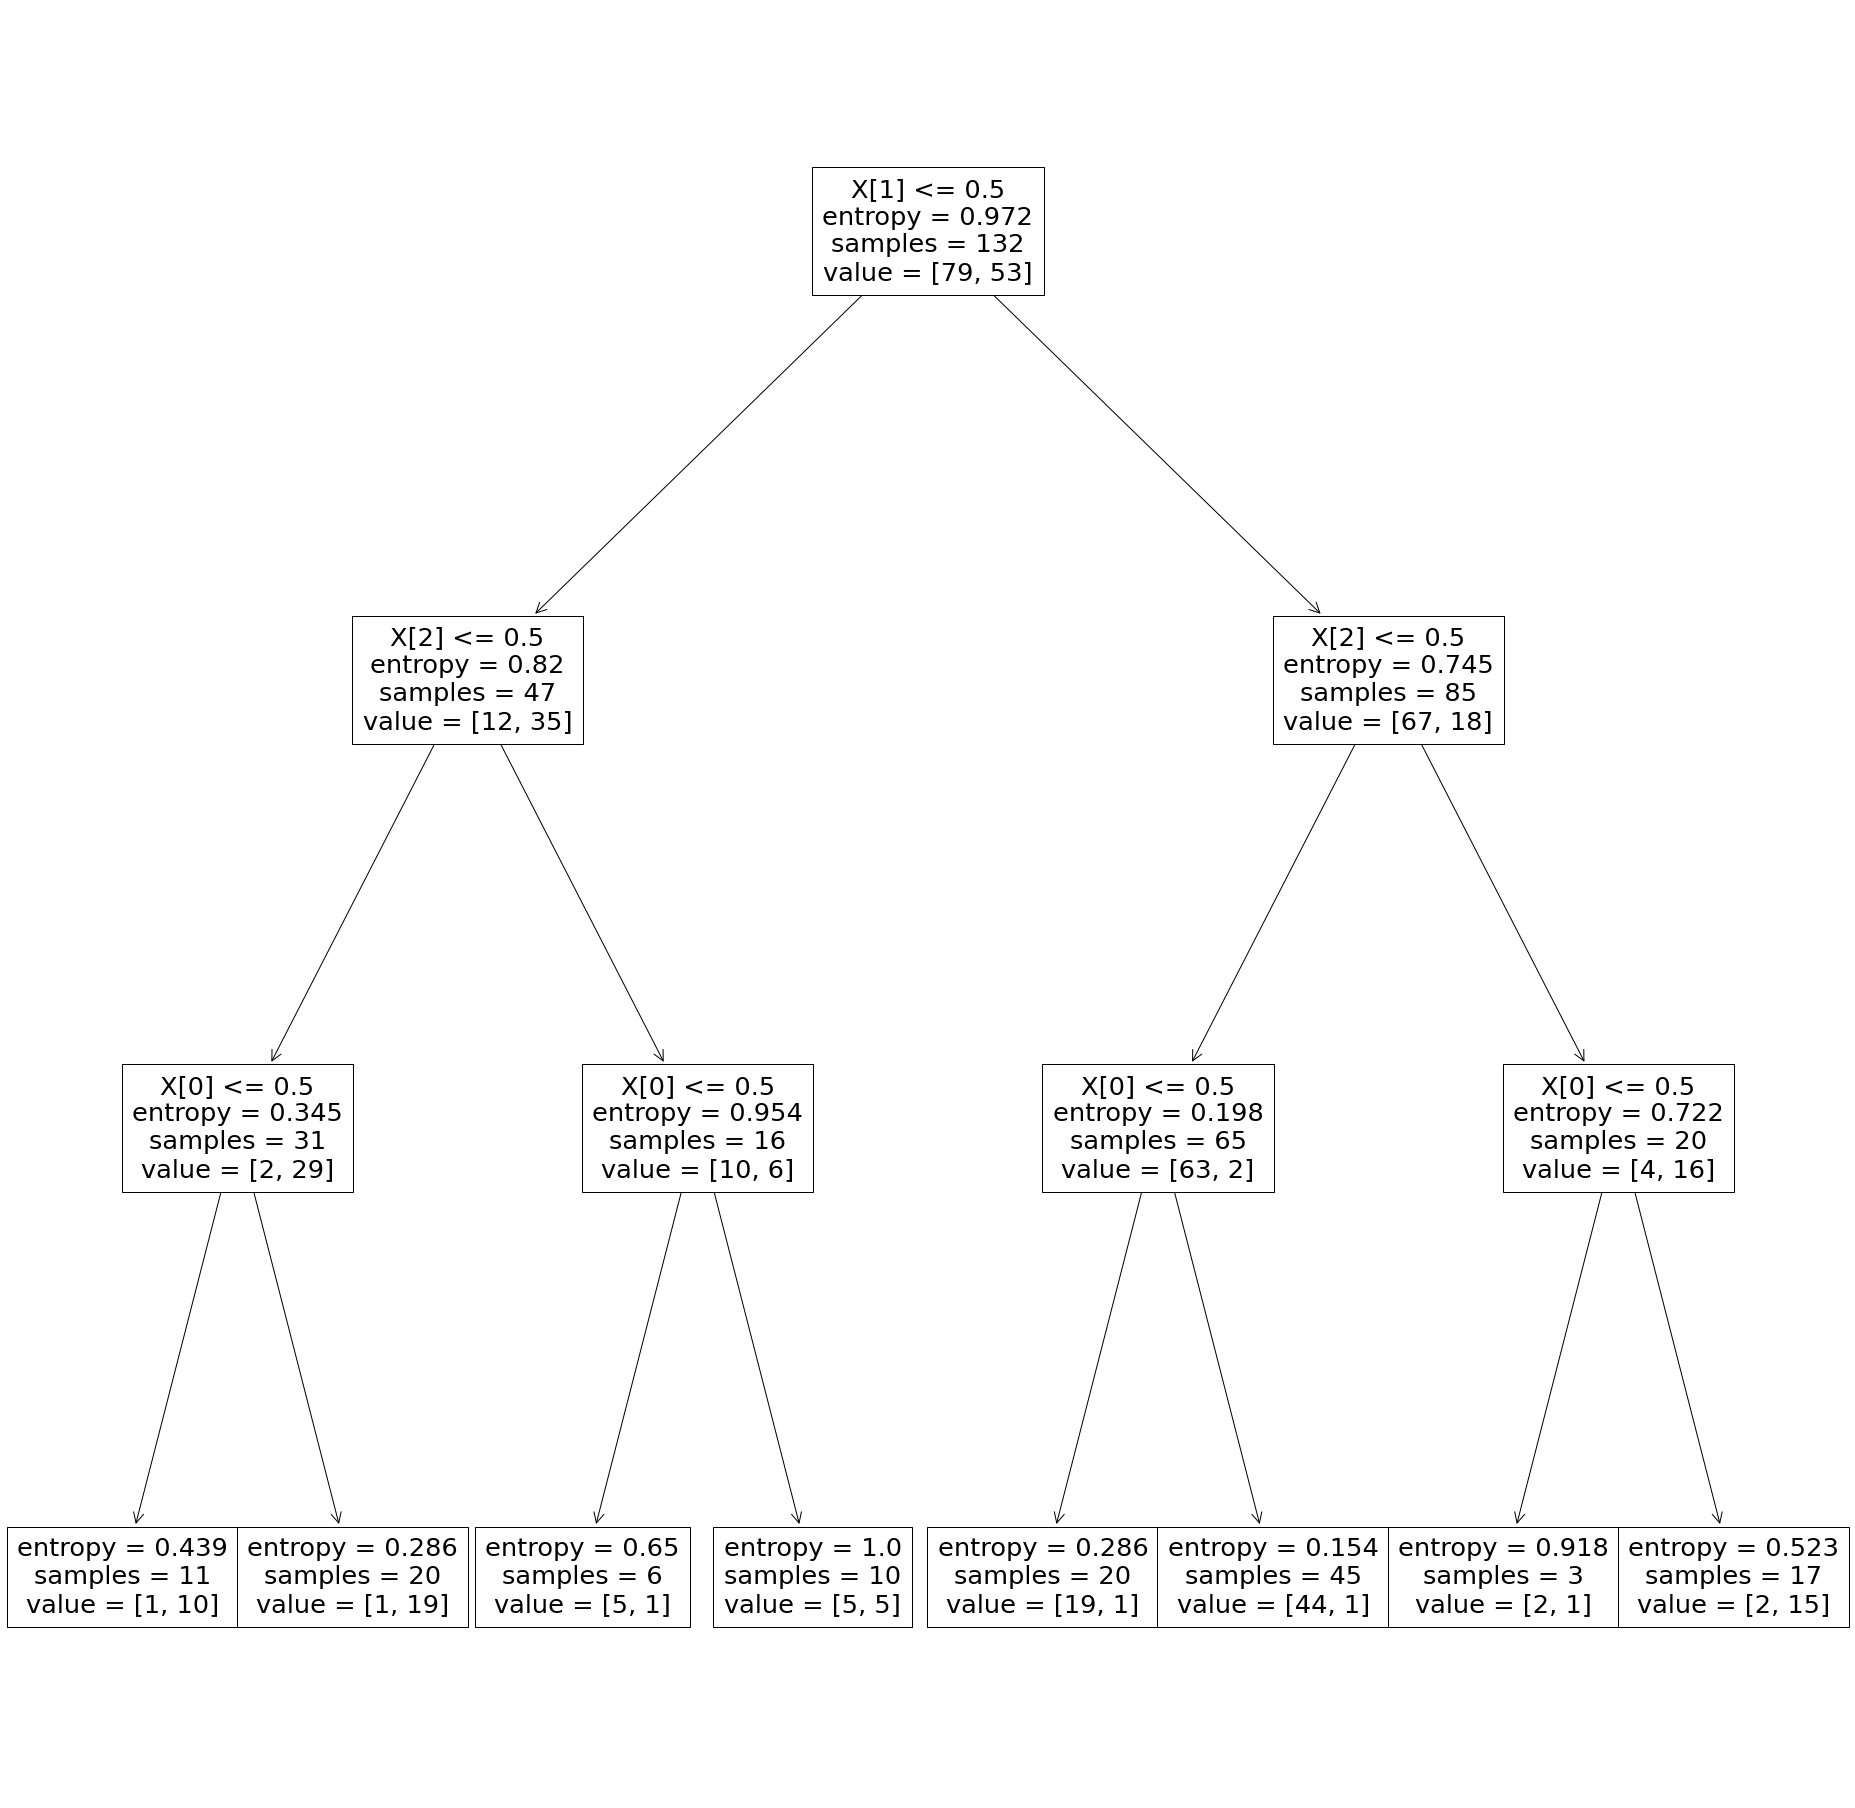 X[1] <= 0.5
entropy = 0.972
samples = 132
value = [79, 53]
X[2] <= 0.5
entropy = 0.82
samples = 47
value = [12, 35]
X[2] <= 0.5
entropy = 0.745
samples = 85
value = [67, 18]
X[0] <= 0.5
entropy = 0.345
samples = 31
value = [2, 29]
X[0] <= 0.5
entropy = 0.954
samples = 16
value = [10, 6]
X[0] <= 0.5
entropy = 0.198
samples = 65
value = [63, 2]
X[0] <= 0.5
entropy = 0.722
samples = 20
value = [4, 16]
entropy = 0.439
samples = 11
value = [1, 10]
entropy = 0.286
samples = 20
value = [1, 19]
entropy = 0.65
samples = 6
value = [5, 1]
entropy = 1.0
samples = 10
value = [5, 5]
entropy = 0.286
samples = 20
value = [19, 1]
entropy = 0.154
samples = 45
value = [44, 1]
entropy = 0.918
samples = 3
value = [2, 1]
entropy = 0.523
samples = 17
value = [2, 15]